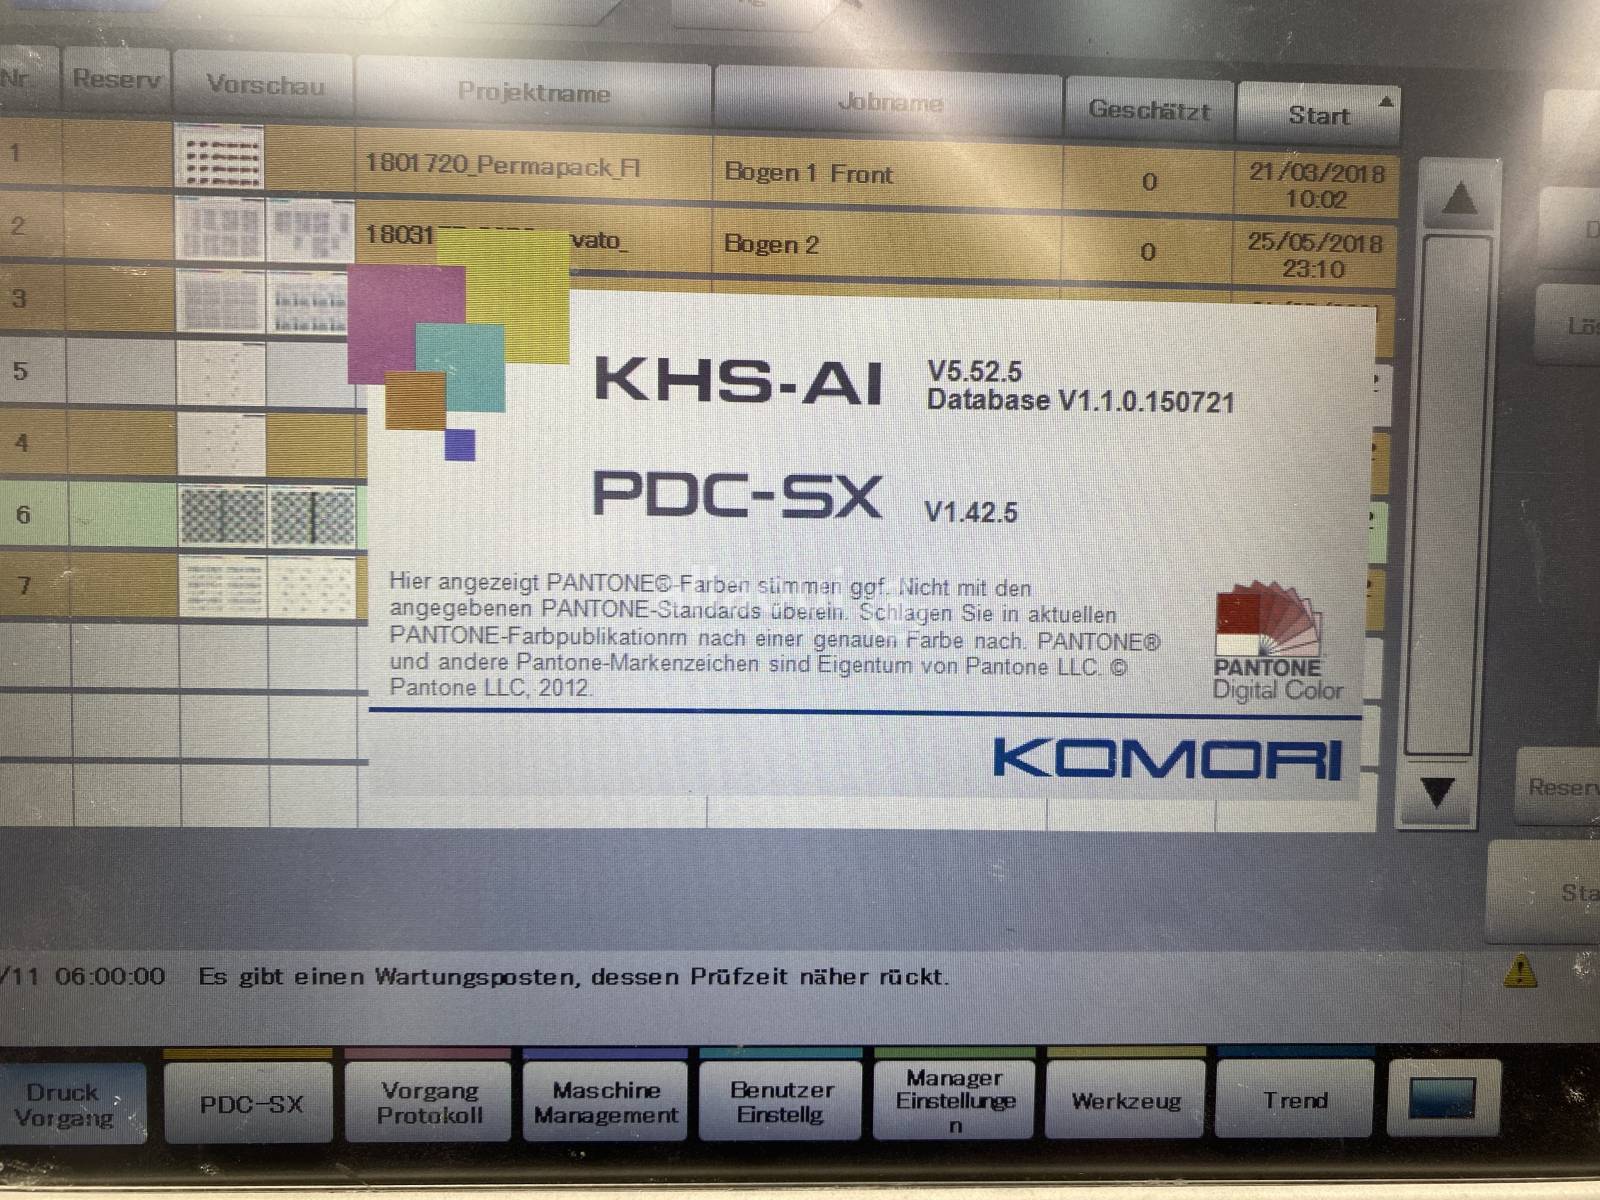 Nr. Reserv Vorschau Projektname Jobname Geschätzt Start
1 1801720_Permapack_Fl Bogen 1 Front 0 21/03/2018
10:02
2 18031 vato_ Bogen 2 0 25/05/2018
23:10
3
5
4
6
7
KHS-AI V5.52.5
Database V1.1.0.150721
PDC-SX V1.42.5
Hier angezeigt PANTONE®-Farben stimmen ggf. Nicht mit den
angegebenen PANTONE-Standards überein. Schlagen Sie in aktuellen
PANTONE-Farbpublikationrn nach einer genauen Farbe nach. PANTONE®
und andere Pantone-Markenzeichen sind Eigentum von Pantone LLC. ©
Pantone LLC, 2012.
PANTONE
Digital Color
KOMORI
Reserv
Sta
/11 06:00:00 Es gibt einen Wartungsposten, dessen Prüfzeit näher rückt.
Druck
Vorgang
PDC-SX
Vorgang
Protokoll
Maschine
Management
Benutzer
Einstellg
Manager
Einstellunge
n
Werkzeug
Trend